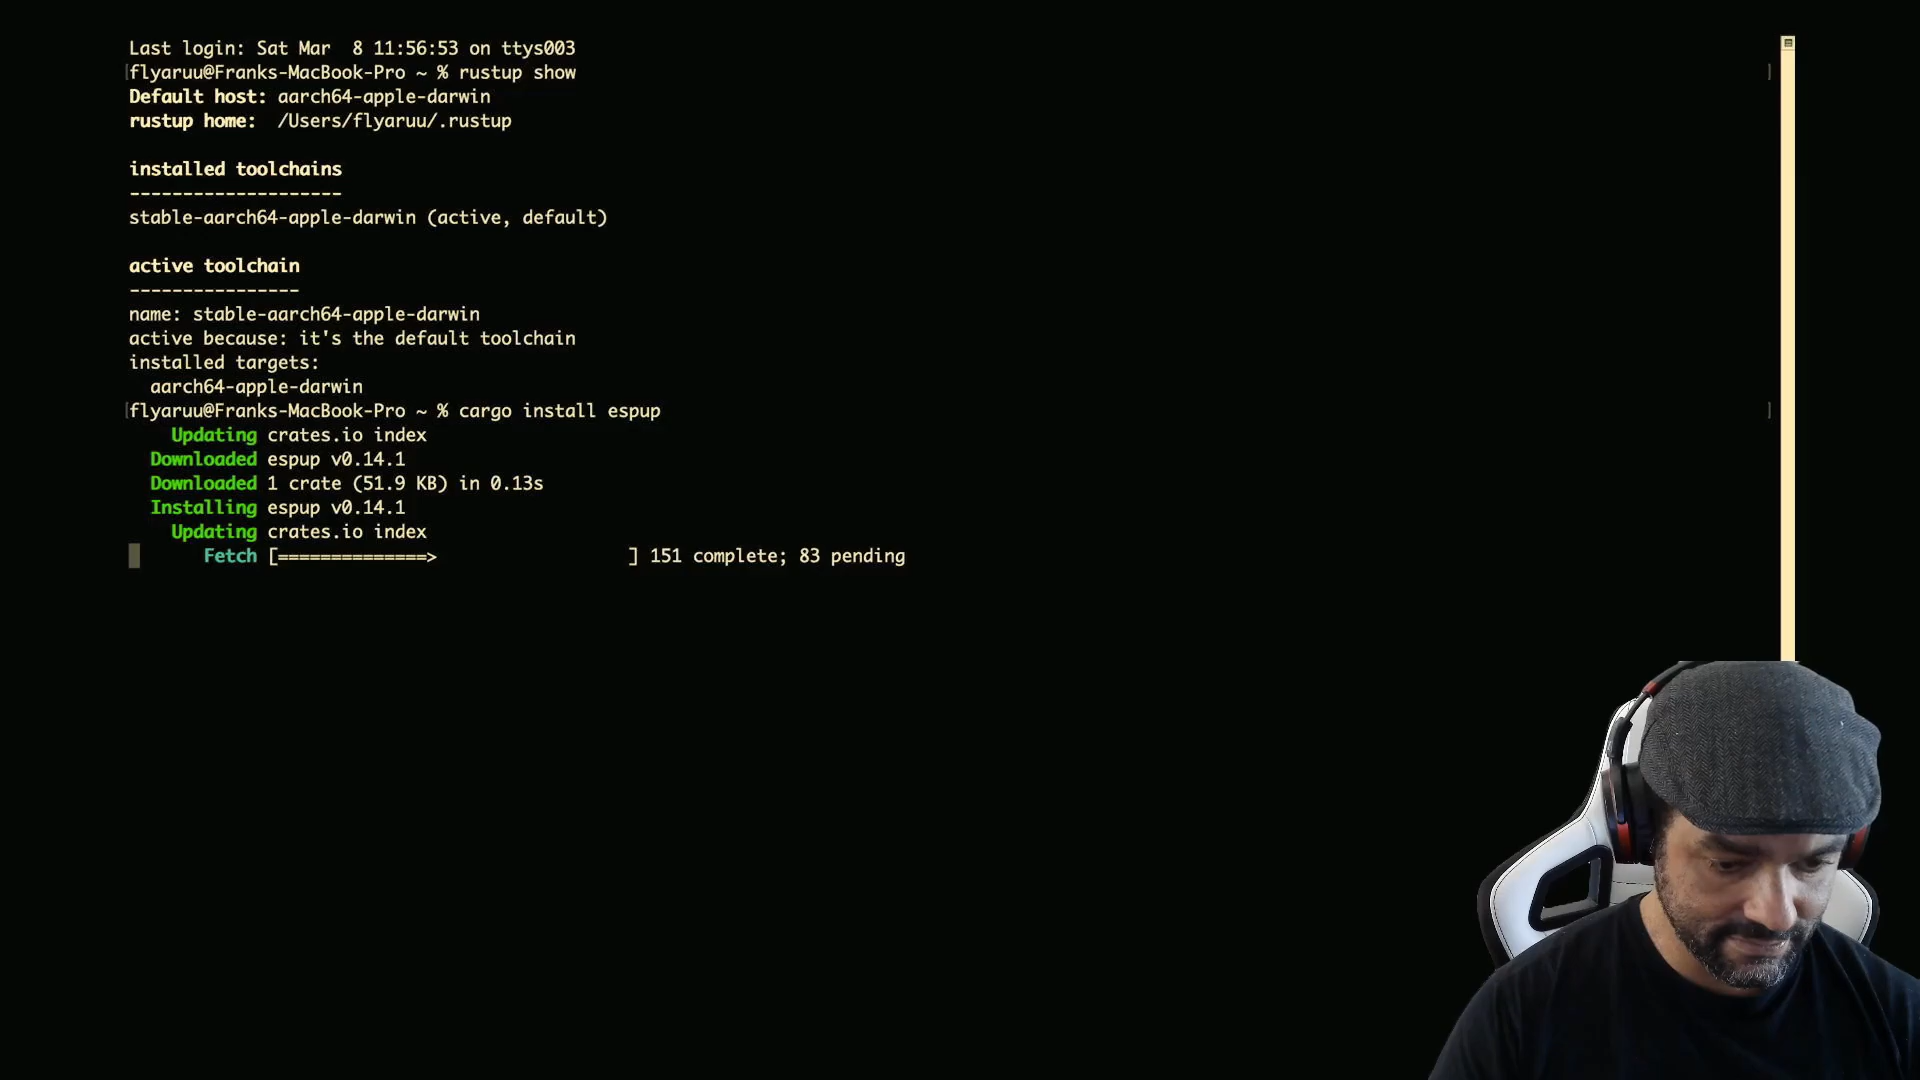 Last login: Sat Mar  8 11:56:53 on ttys003
[flyaruu@Franks-MacBook-Pro ~ % rustup show ]
Default host: aarch64-apple-darwin
rustup home:  /Users/flyaruu/.rustup
installed toolchains
--------------------
stable-aarch64-apple-darwin (active, default)
active toolchain
----------------
name: stable-aarch64-apple-darwin
active because: it's the default toolchain
installed targets:
  aarch64-apple-darwin
[flyaruu@Franks-MacBook-Pro ~ % cargo install espup ]
    Updating crates.io index
  Downloaded espup v0.14.1
  Downloaded 1 crate (51.9 KB) in 0.13s
  Installing espup v0.14.1
    Updating crates.io index
       Fetch [==============>                  ] 151 complete; 83 pending